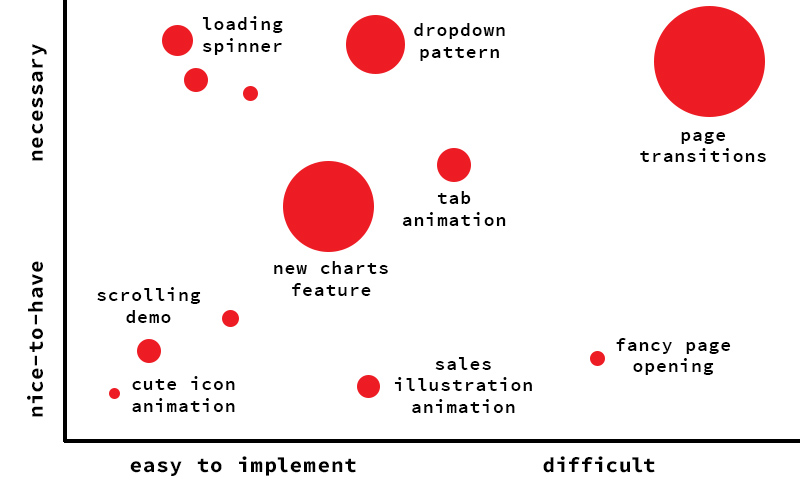 loading
spinner
dropdown
pattern
page
transitions
necessary
tab
animation
new charts
feature
scrolling
demo
cute icon
animation
sales
illustration
animation
fancy page
opening
nice-to-have
easy to implement
difficult